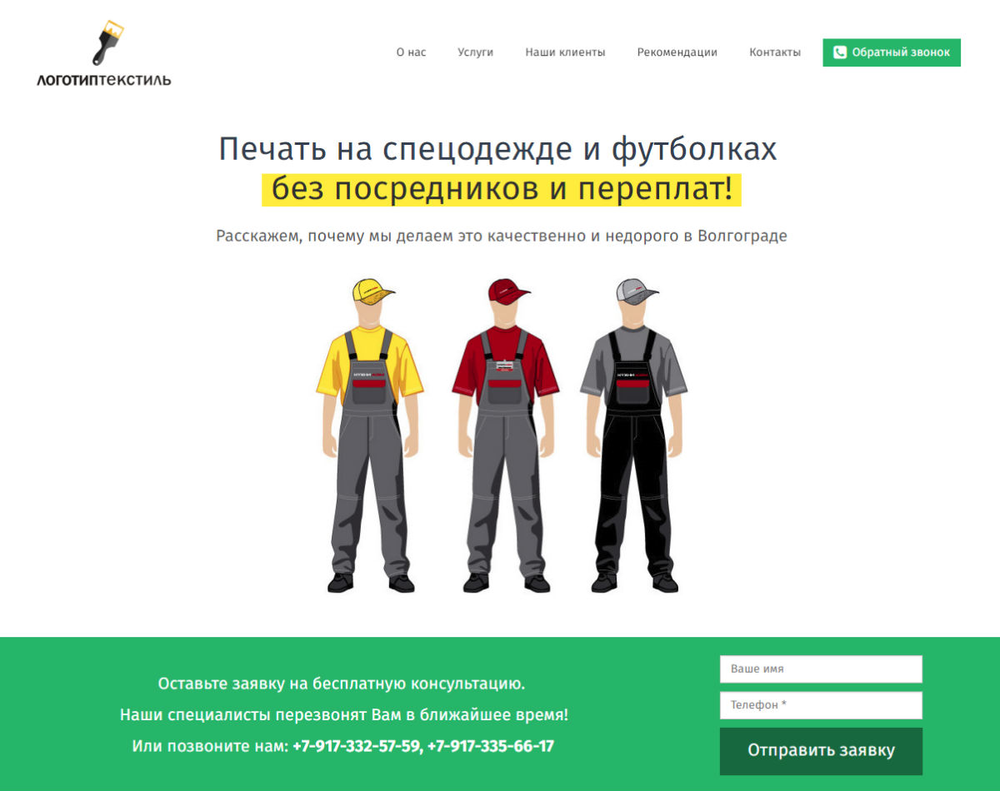 ЛОГОТИПТЕКСТИЛЬ
О нас
Услуги
Наши клиенты
Рекомендации
Контакты
Обратный звонок
Печать на спецодежде и футболках
без посредников и переплат!
Расскажем, почему мы делаем это качественно и недорого в Волгограде
Оставьте заявку на бесплатную консультацию.
Наши специалисты перезвонят Вам в ближайшее время!
Или позвоните нам: +7-917-332-57-59, +7-917-335-66-17
Ваше имя
Телефон *
Отправить заявку